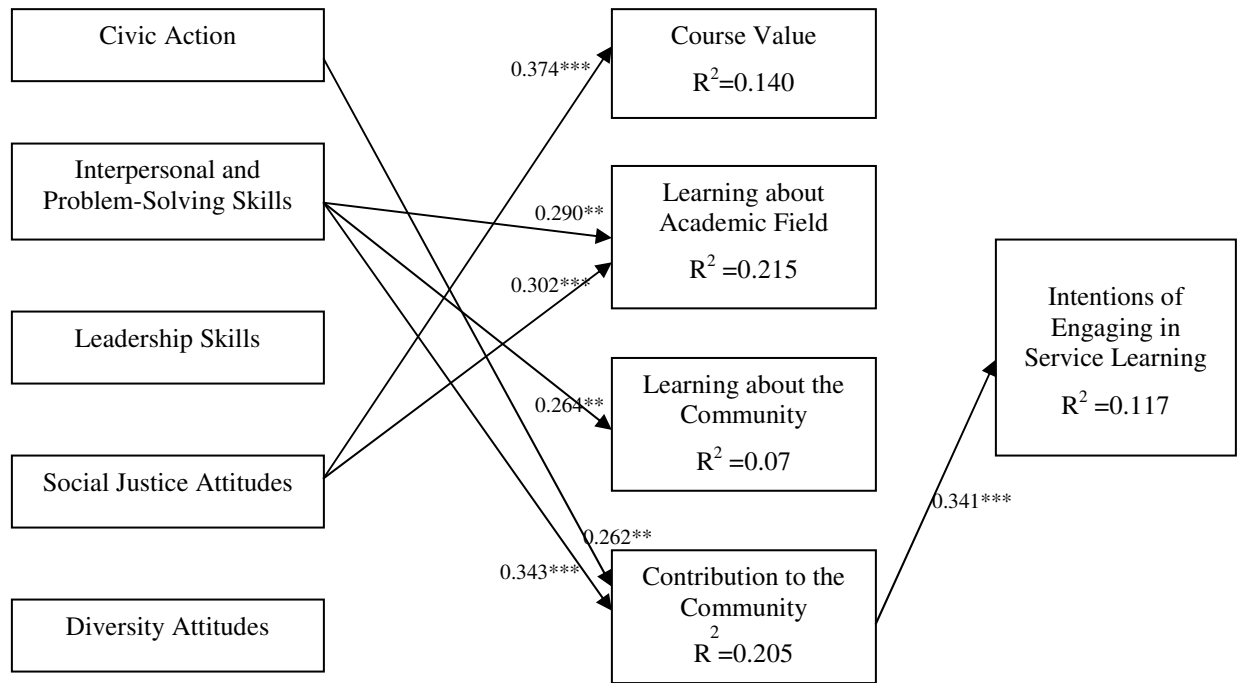 Civic Action
Interpersonal and
Problem-Solving Skills
Leadership Skills
Social Justice Attitudes
Diversity Attitudes
0.374***
0.290**
0.302***
0.264**
0.262**
0.343***
Course Value
R²=0.140
Learning about
Academic Field
R² =0.215
Learning about the
Community
R² =0.07
Contribution to the
Community
R²=0.205
0.341***
Intentions of
Engaging in
Service Learning
R² =0.117